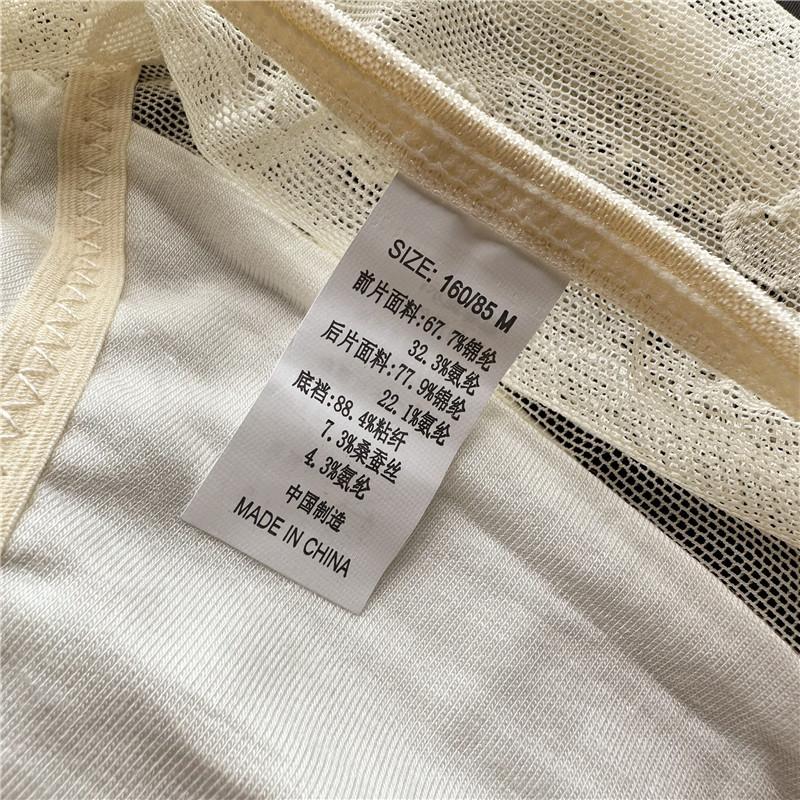 SIZE: 160/85 M
前片面料:67.7%锦纶
32.3%氨纶
后片面料:77.9%锦纶
22.1%氨纶
底裆:88.4%粘纤
7.3%桑蚕丝
4.3%氨纶
中国制造
MADE IN CHINA